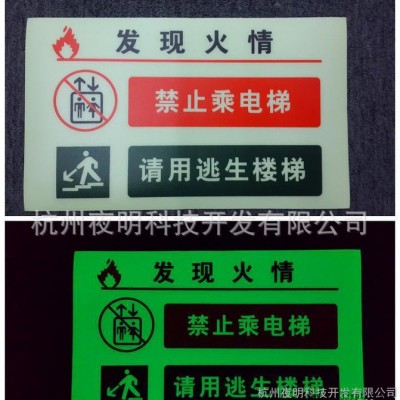 发现火情
禁止乘电梯
请用逃生楼梯
杭州夜明科技开发有限公司
发现火情
禁止乘电梯
请用逃生楼梯
杭州夜明科技开发有限公司